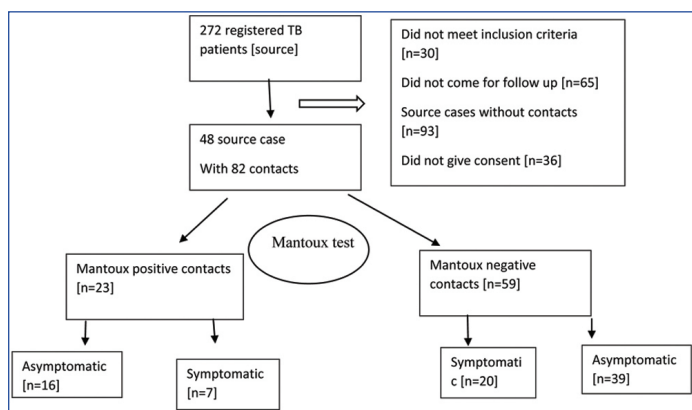 272 registered TB
patients [source]
Did not meet inclusion criteria
[n=30]
Did not come for follow up [n=65]
Source cases without contacts
[n=93]
Did not give consent [n=36]
48 source case
With 82 contacts
Mantoux test
Mantoux positive contacts
[n=23]
Mantoux negative
contacts [n=59]
Asymptomatic
[n=16]
Symptomatic
[n=7]
Symptomati
c [n=20]
Asymptomatic
[n=39]